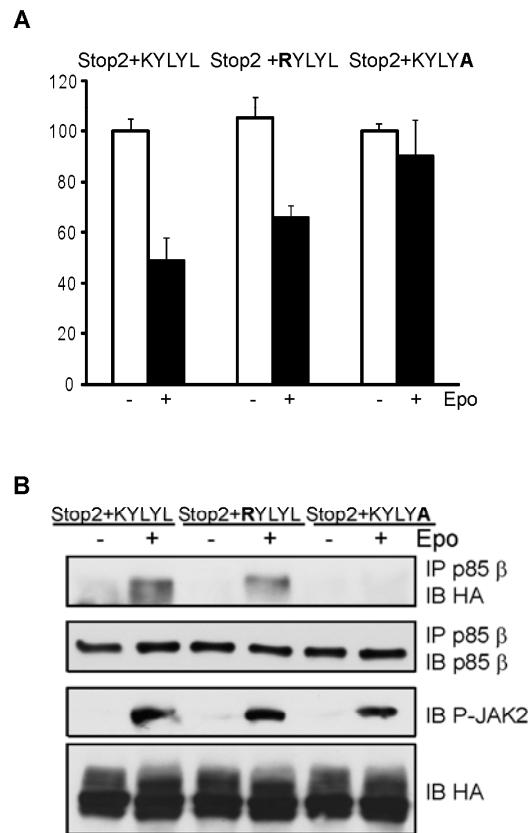 A
Stop2+KYLYL Stop2 +RYLYL Stop2+KYLYA
120
100
80
60
40
20
0
- + - + - + Epo
B
Stop2+KYLYL Stop2+RYLYL Stop2+KYLYA
- + - + - + Epo
IP p85 β
IB HA
IP p85 β
IB p85 β
IB P-JAK2
IB HA